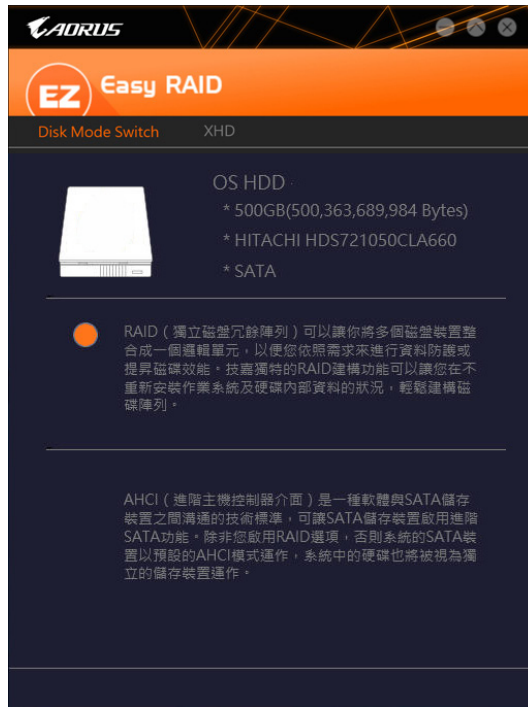 AORUS
EZ Easy RAID
Disk Mode Switch XHD
OS HDD
* 500GB(500,363,689,984 Bytes)
* HITACHI HDS721050CLA660
* SATA
RAID（獨立磁盤冗餘陣列）可以讓你將多個磁盤裝置整
合成一個邏輯單元，以便您依照需求來進行資料防護或
提昇磁碟效能。技嘉獨特的RAID建構功能可以讓您在不
重新安裝作業系統及硬碟內部資料的狀況，輕鬆建構磁
碟陣列。
AHCI（進階主機控制器介面）是一種軟體與SATA儲存
裝置之間溝通的技術標準，可讓SATA儲存裝置啟用進階
SATA功能。除非您啟用RAID選項，否則系統的SATA裝
置以預設的AHCI模式運作，系統中的硬碟也將被視為獨
立的儲存裝置運作。